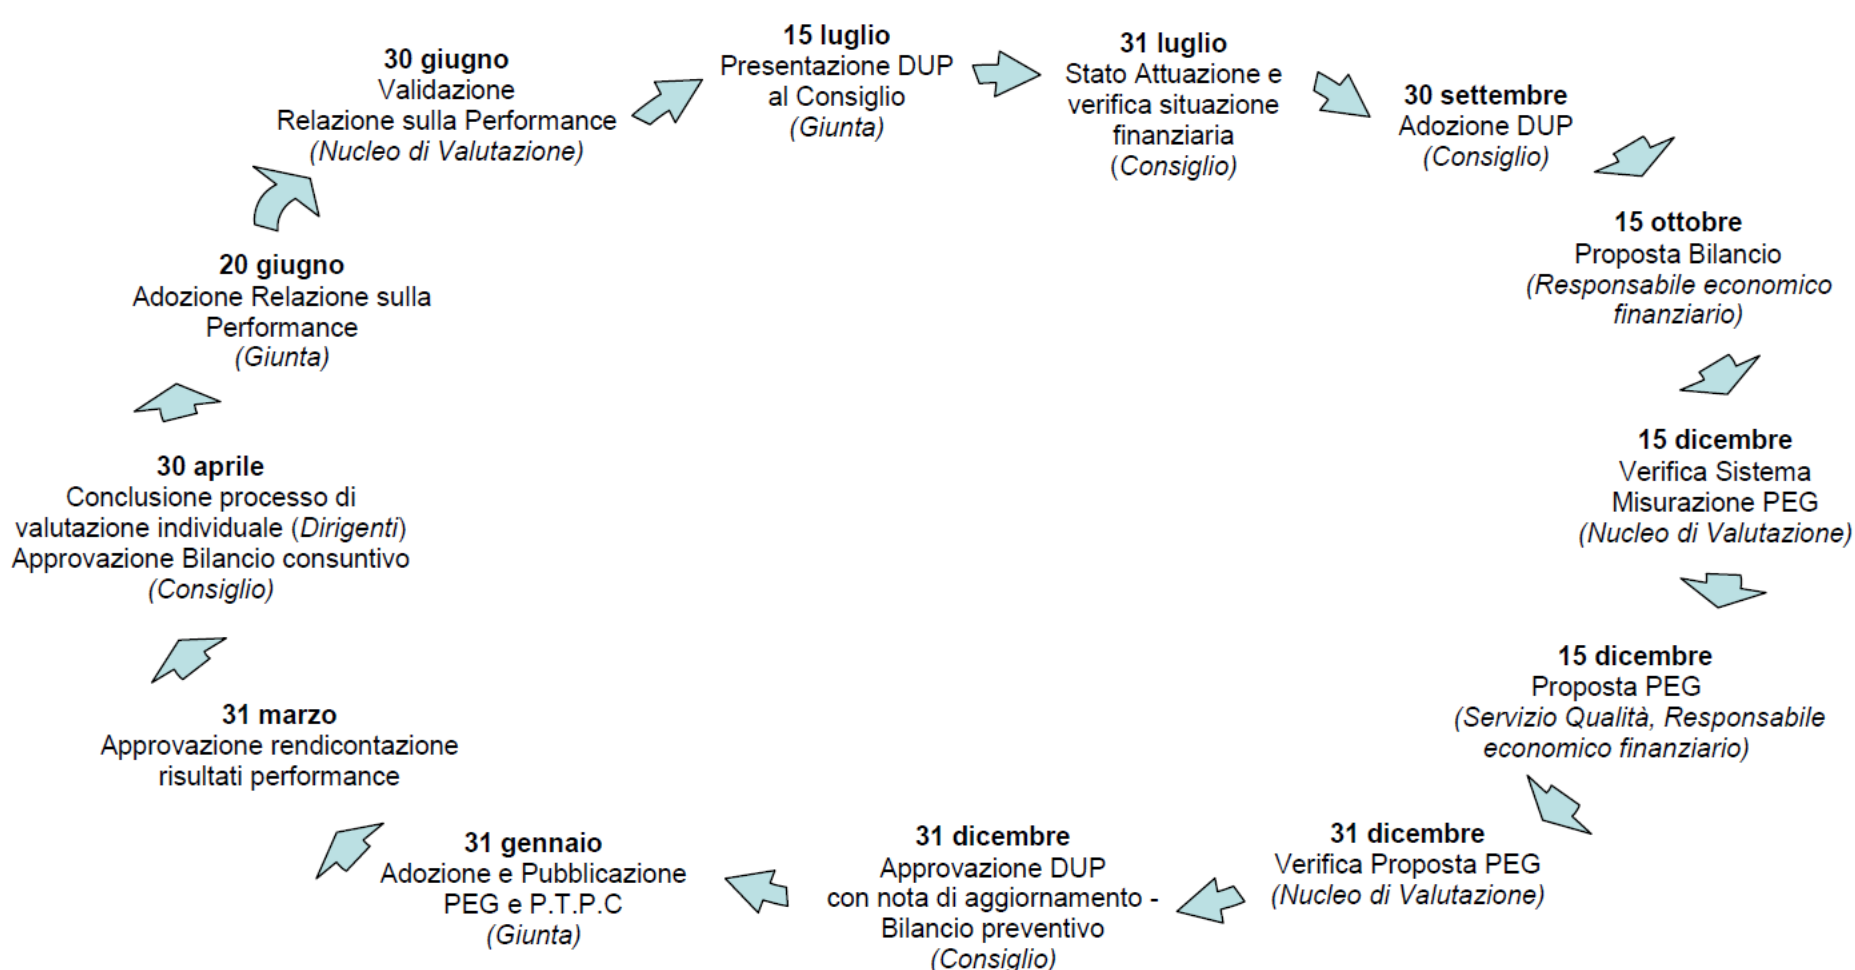 15 luglio
Presentazione DUP
al Consiglio
(Giunta)
31 luglio
Stato Attuazione e
verifica situazione
finanziaria
(Consiglio)
30 settembre
Adozione DUP
(Consiglio)
15 ottobre
Proposta Bilancio
(Responsabile economico
finanziario)
15 dicembre
Verifica Sistema
Misurazione PEG
(Nucleo di Valutazione)
15 dicembre
Proposta PEG
(Servizio Qualità, Responsabile
economico finanziario)
31 dicembre
Verifica Proposta PEG
(Nucleo di Valutazione)
31 dicembre
Approvazione DUP
con nota di aggiornamento -
Bilancio preventivo
(Consiglio)
31 gennaio
Adozione e Pubblicazione
PEG e P.T.P.C
(Giunta)
31 marzo
Approvazione rendicontazione
risultati performance
30 aprile
Conclusione processo di
valutazione individuale (Dirigenti)
Approvazione Bilancio consuntivo
(Consiglio)
20 giugno
Adozione Relazione sulla
Performance
(Giunta)
30 giugno
Validazione
Relazione sulla Performance
(Nucleo di Valutazione)